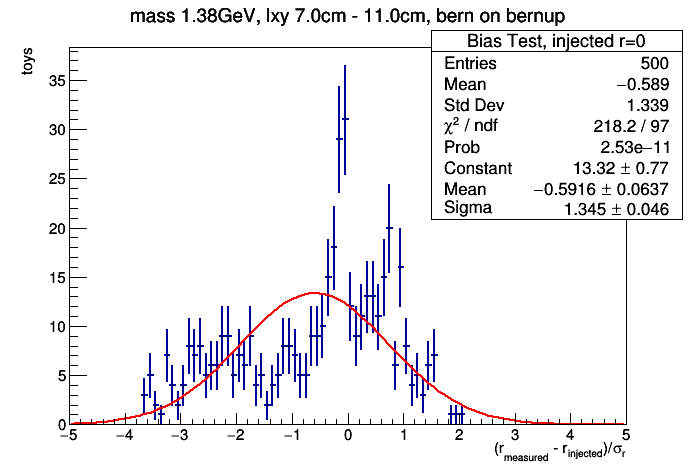 mass 1.38GeV, lxy 7.0cm - 11.0cm, bern on bernup
toys
Bias Test, injected r=0
Entries 500
Mean −0.589
Std Dev 1.339
χ² / ndf 218.2 / 97
Prob 2.53e−11
Constant 13.32 ± 0.77
Mean −0.5916 ± 0.0637
Sigma 1.345 ± 0.046
35
30
25
20
15
10
5
0
−5 −4 −3 −2 −1 0 1 2 3 4 5
(r_measured - r_injected)/σ_r